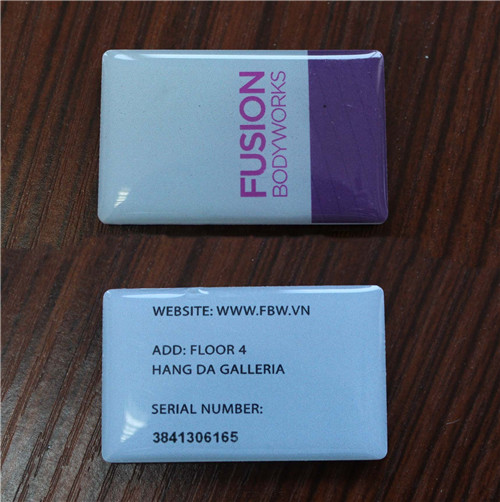 FUSION
BODYWORKS
WEBSITE: WWW.FBW.VN
ADD: FLOOR 4
HANG DA GALLERIA
SERIAL NUMBER:
3841306165